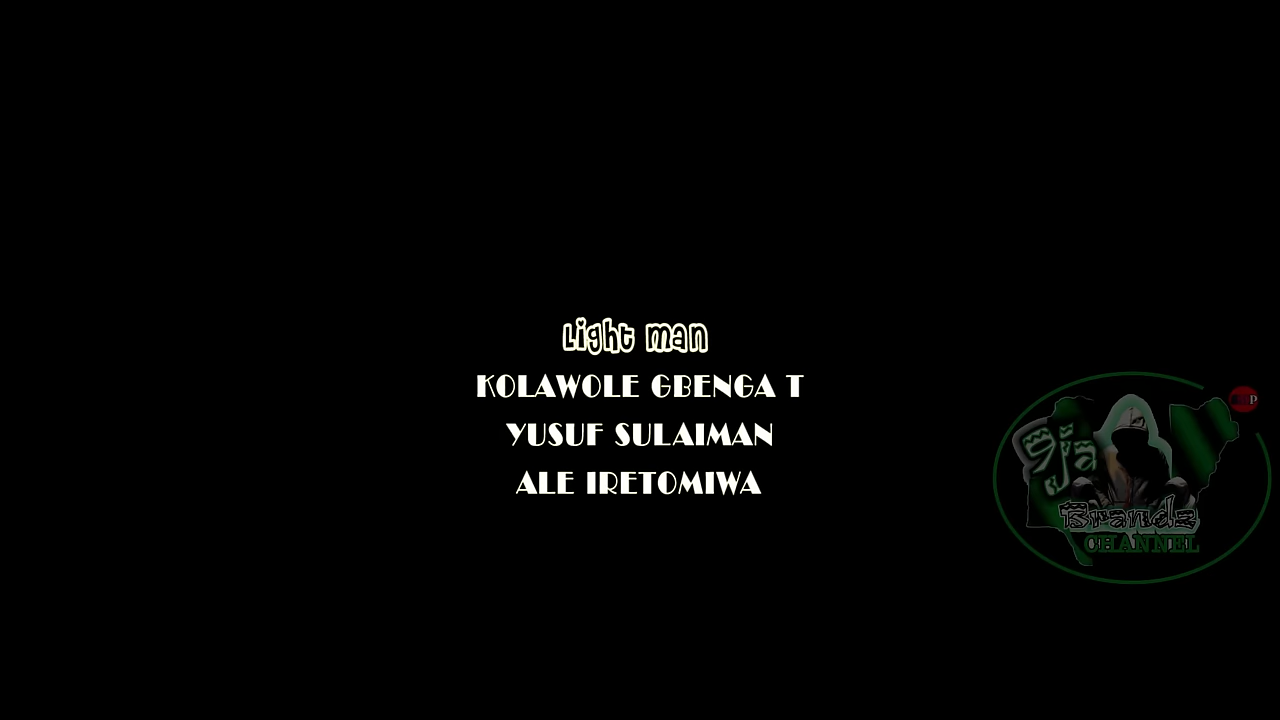 Light man
KOLAWOLE GBENGA T
YUSUF SULAIMAN
ALE IRETOMIWA
9ja
Brandz
CHANNEL